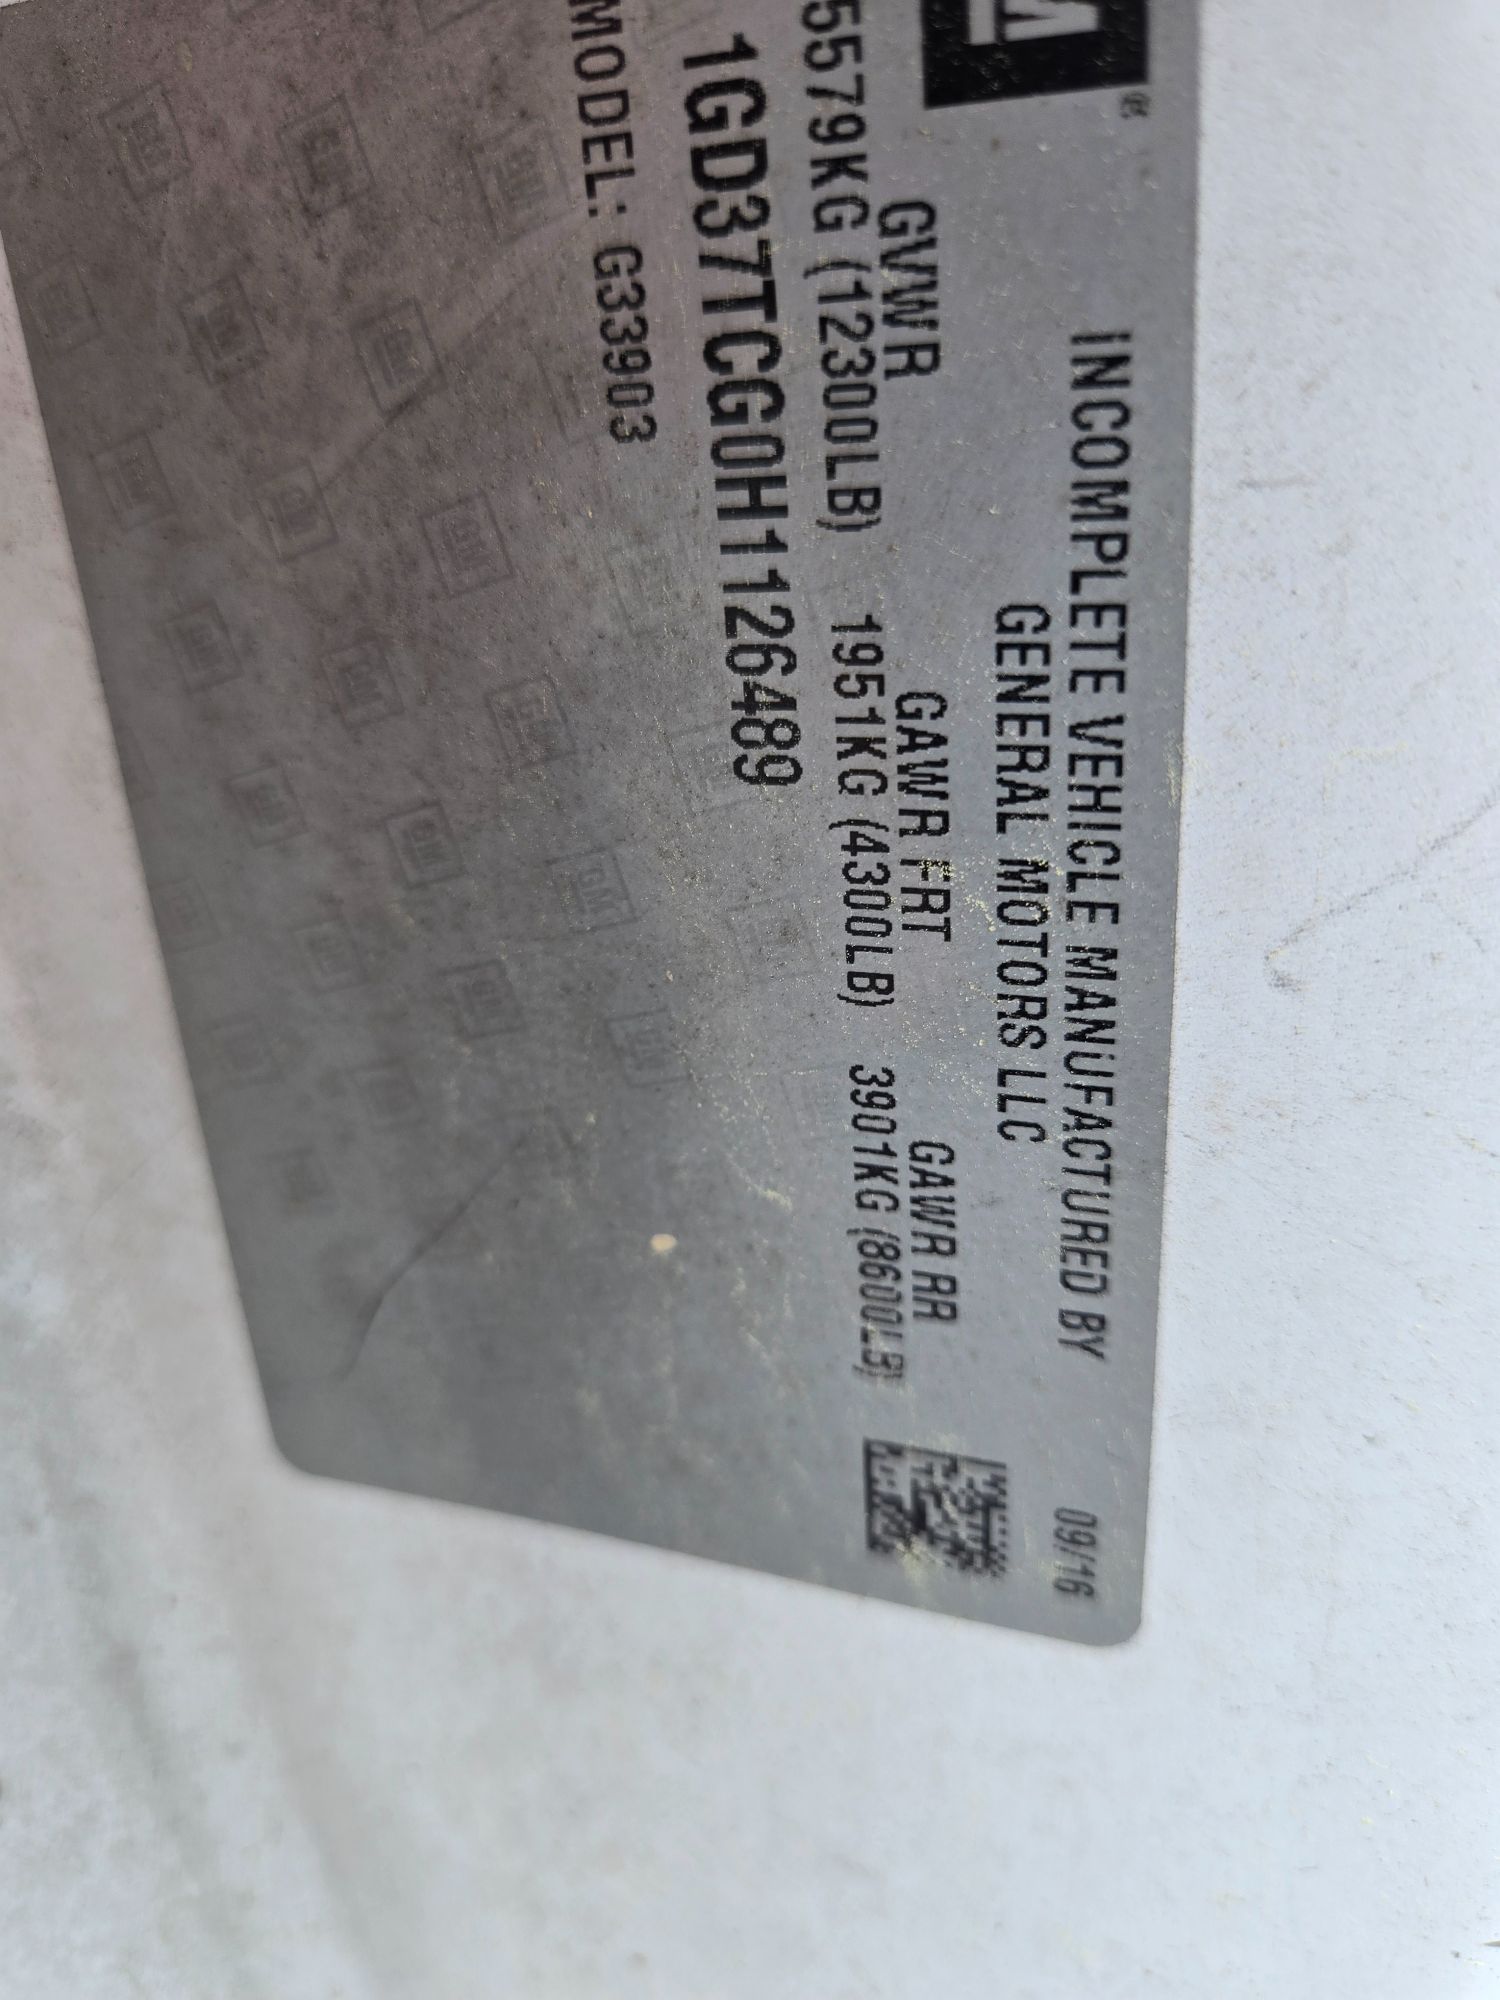 INCOMPLETE VEHICLE MANUFACTURED BY 09/16
GENERAL MOTORS LLC
GM
GVWR GAWR FRT GAWR RR
5579KG (12300LB) 1951KG (4300LB) 3901KG (8600LB)
1GD37TCG0H1126489
MODEL: G33903